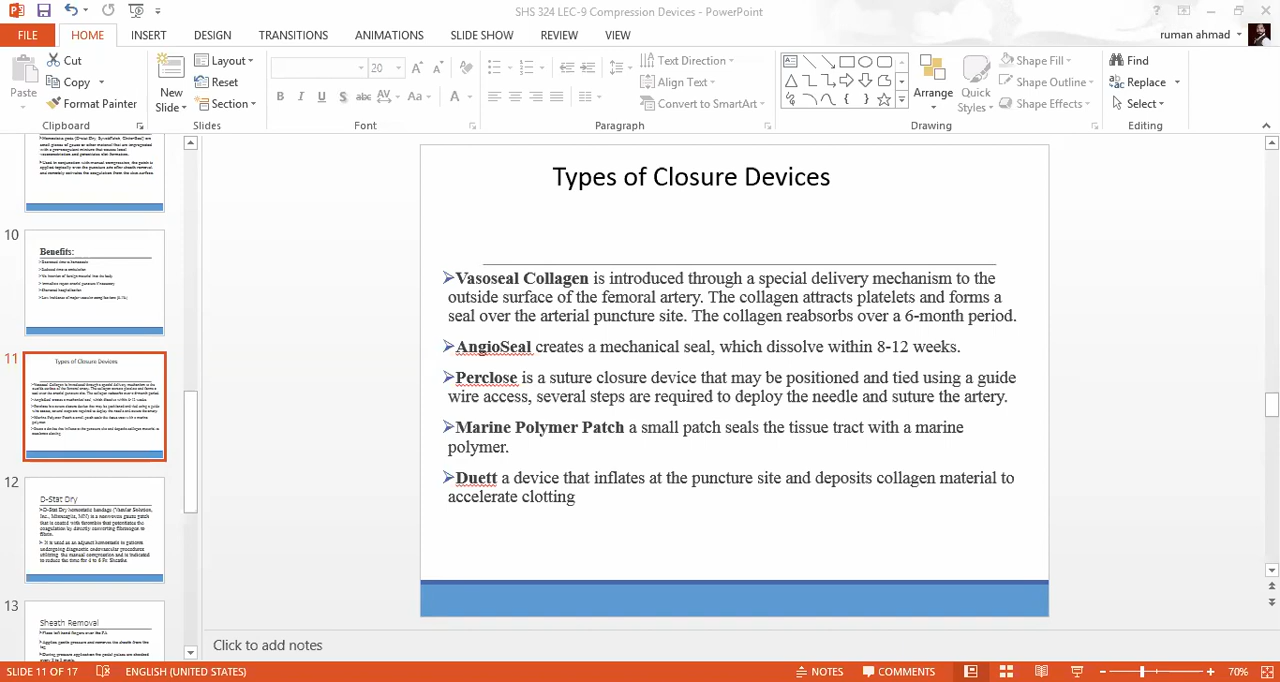 SHS 324 LEC-9 Compression Devices - PowerPoint
FILE HOME INSERT DESIGN TRANSITIONS ANIMATIONS SLIDE SHOW REVIEW VIEW
ruman ahmad
Paste
Cut
Copy
Format Painter
Clipboard
New Slide
Layout
Reset
Section
Slides
20
B I U S abc AV Aa A
Font
Text Direction
Align Text
Convert to SmartArt
Paragraph
Arrange
Quick Styles
Shape Fill
Shape Outline
Shape Effects
Drawing
Find
Replace
Select
Editing
10
Benefits:
11
Types of Closure Devices
12
D-Stat Dry
13
Sheath Removal
Types of Closure Devices
Vasoseal Collagen is introduced through a special delivery mechanism to the
outside surface of the femoral artery. The collagen attracts platelets and forms a
seal over the arterial puncture site. The collagen reabsorbs over a 6-month period.
AngioSeal creates a mechanical seal, which dissolve within 8-12 weeks.
Perclose is a suture closure device that may be positioned and tied using a guide
wire access, several steps are required to deploy the needle and suture the artery.
Marine Polymer Patch a small patch seals the tissue tract with a marine
polymer.
Duett a device that inflates at the puncture site and deposits collagen material to
accelerate clotting
Click to add notes
SLIDE 11 OF 17 ENGLISH (UNITED STATES) NOTES COMMENTS 70%